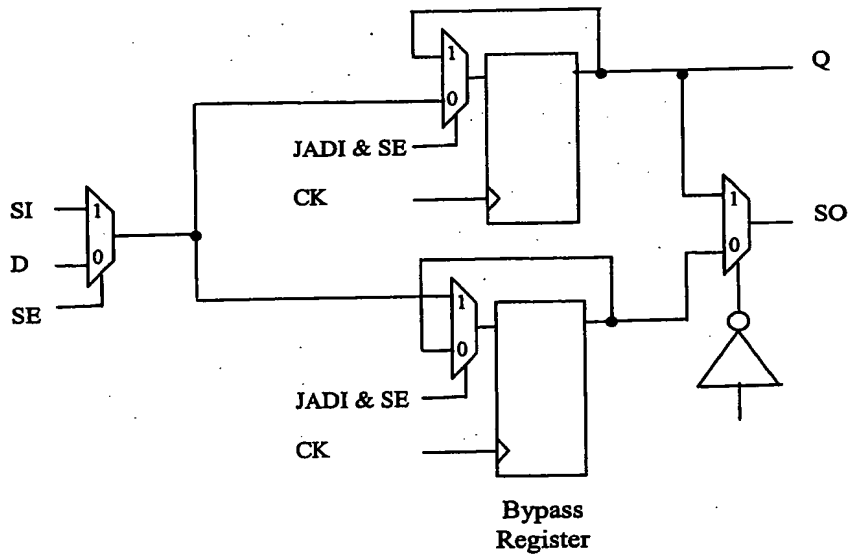 1
0
Q
JADI & SE
CK
SI
1
D
0
SE
1
0
SO
1
0
JADI & SE
CK
Bypass
Register